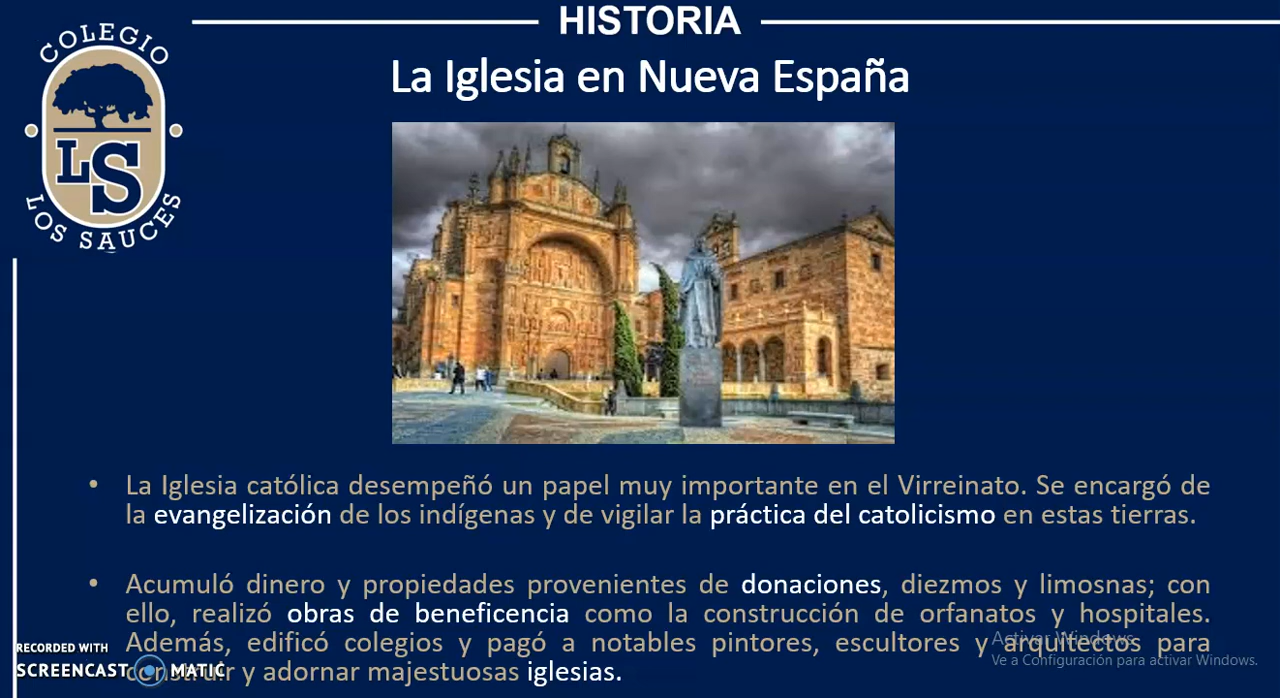 HISTORIA
COLEGIO
LS
LOS SAUCES
La Iglesia en Nueva España
• La Iglesia católica desempeñó un papel muy importante en el Virreinato. Se encargó de
la evangelización de los indígenas y de vigilar la práctica del catolicismo en estas tierras.
• Acumuló dinero y propiedades provenientes de donaciones, diezmos y limosnas; con
ello, realizó obras de beneficencia como la construcción de orfanatos y hospitales.
Además, edificó colegios y pagó a notables pintores, escultores y arquitectos para
construir y adornar majestuosas iglesias.
Activar Windows
Ve a Configuración para activar Windows.
RECORDED WITH
SCREENCAST MATIC